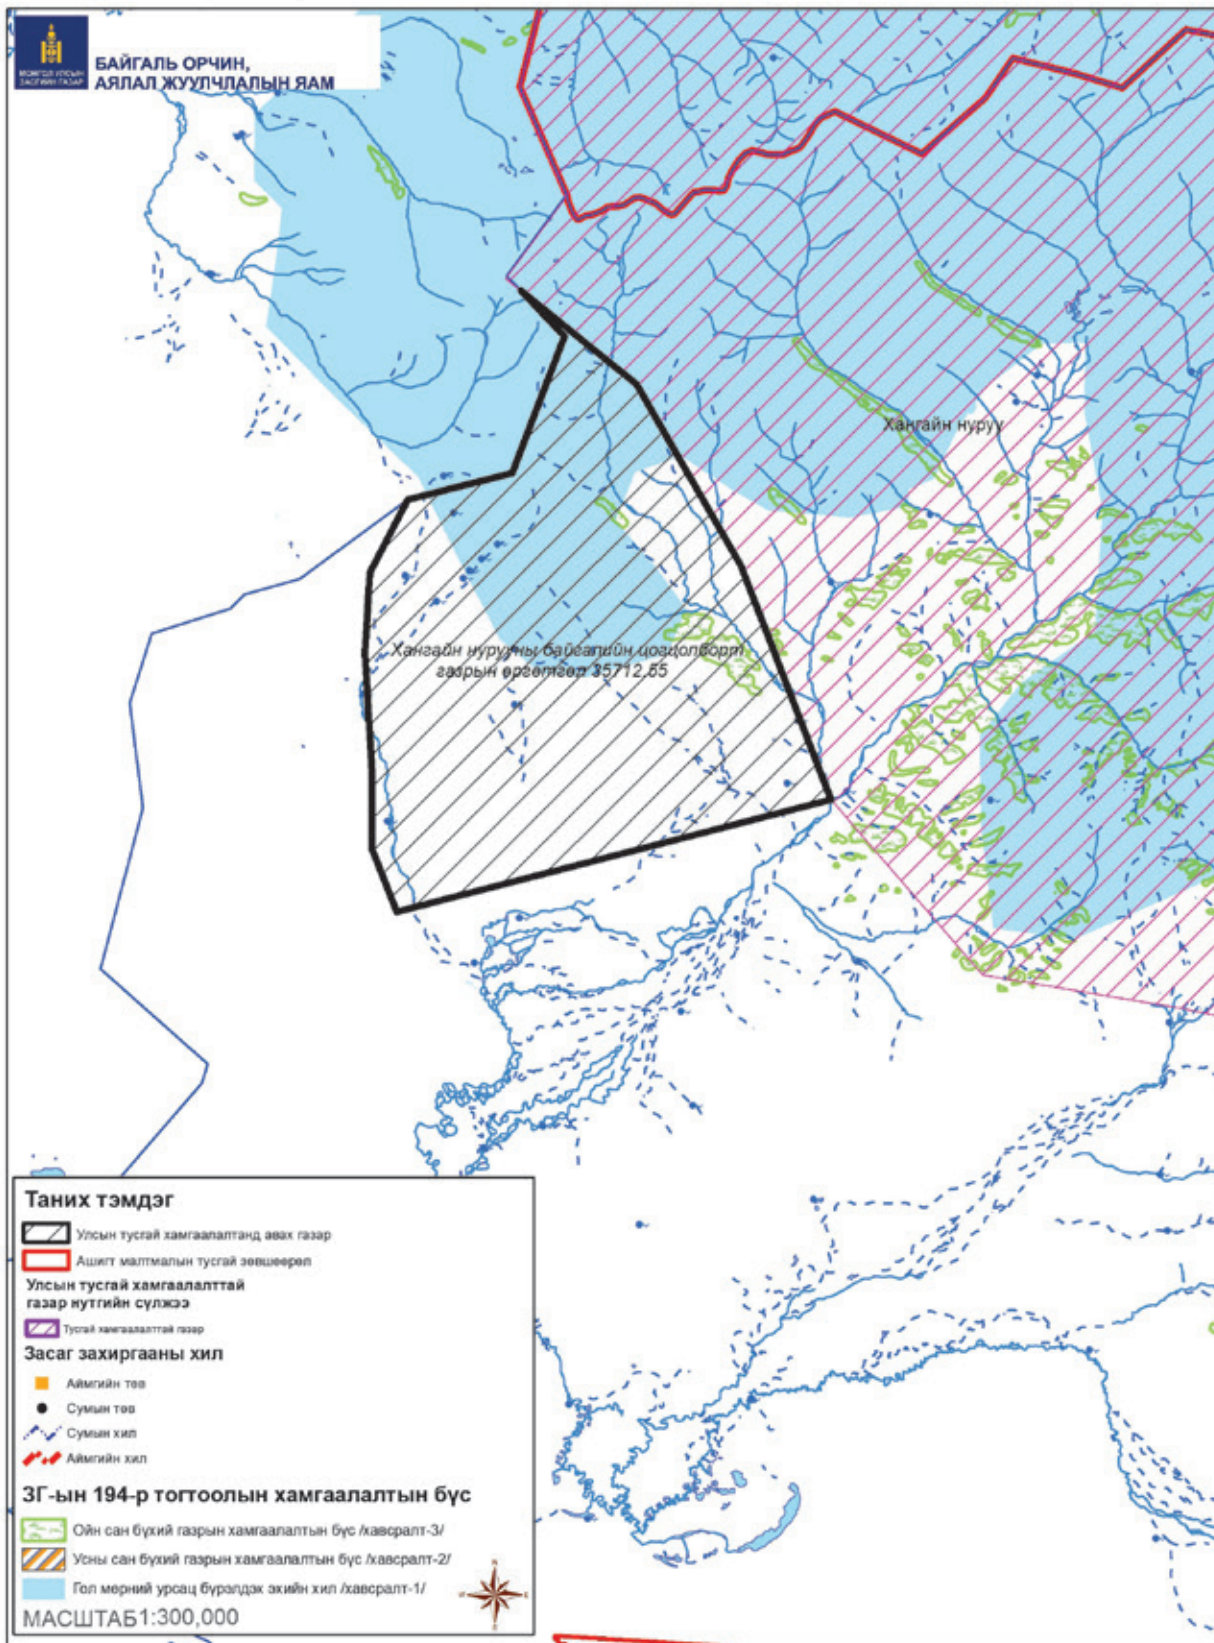 МОНГОЛ УЛСЫН
ЗАСГИЙН ГАЗАР
БАЙГАЛЬ ОРЧИН,
АЯЛАЛ ЖУУЛЧЛАЛЫН ЯАМ
Хангайн нуруу
Хангайн нурууны байгалийн цогцолборт
газрын өргөтгөл 35712,55
Таних тэмдэг
Улсын тусгай хамгаалалтанд авах газар
Ашигт малтмалын тусгай зөвшөөрөл
Улсын тусгай хамгаалалттай
газар нутгийн сүлжээ
Тусгай хамгаалалттай газар
Засаг захиргааны хил
Аймгийн төв
Сумын төв
Сумын хил
Аймгийн хил
ЗГ-ын 194-р тогтоолын хамгаалалтын бүс
Ойн сан бүхий газрын хамгаалалтын бүс /хавсралт-3/
Усны сан бүхий газрын хамгаалалтын бүс /хавсралт-2/
Гол мөрний урсац бүрэлдэх эхийн хил /хавсралт-1/
МАСШТАБ1:300,000